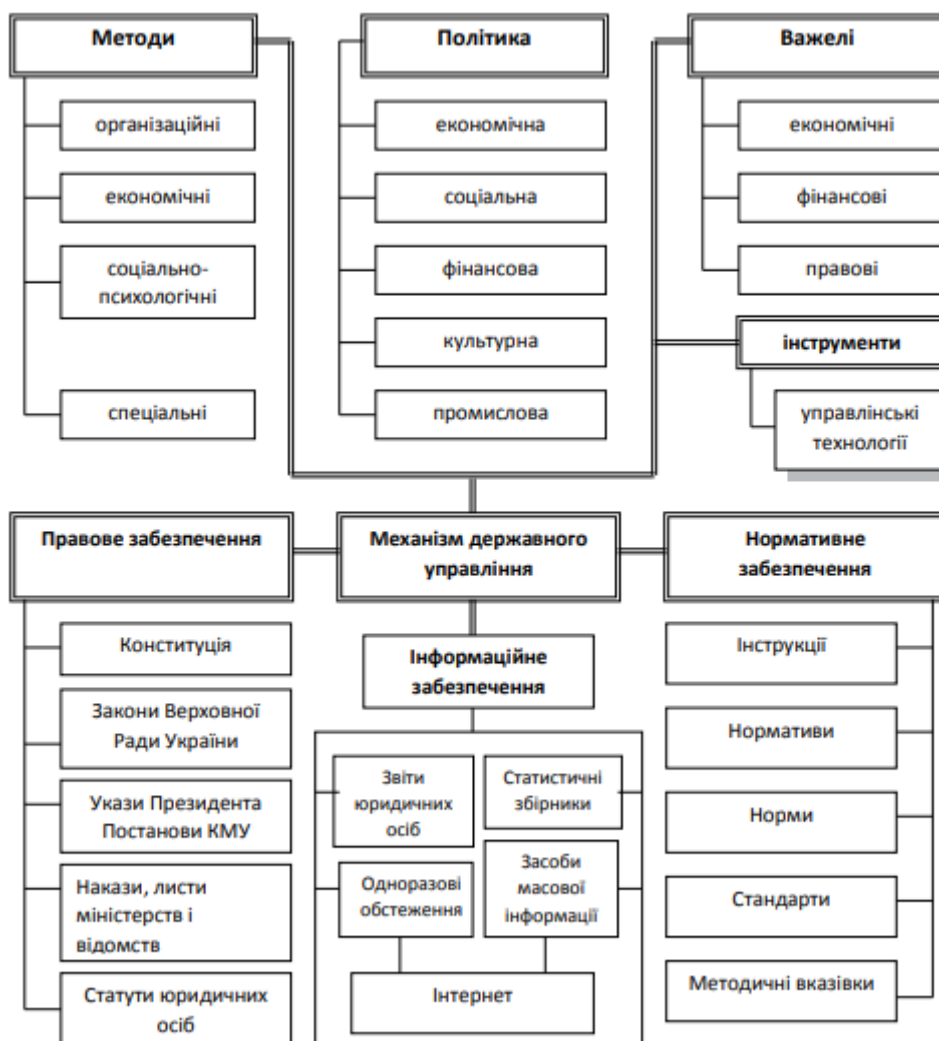 Методи
організаційні
економічні
соціально-
психологічні
спеціальні
Політика
економічна
соціальна
фінансова
культурна
промислова
Важелі
економічні
фінансові
правові
інструменти
управлінські
технології
Правове забезпечення
Механізм державного
управління
Нормативне
забезпечення
Конституція
Закони Верховної
Ради України
Укази Президента
Постанови КМУ
Накази, листи
міністерств і
відомств
Статути юридичних
осіб
Інформаційне
забезпечення
Звіти
юридичних
осіб
Статистичні
збірники
Одноразові
обстеження
Засоби
масової
інформації
Інтернет
Інструкції
Нормативи
Норми
Стандарти
Методичні вказівки